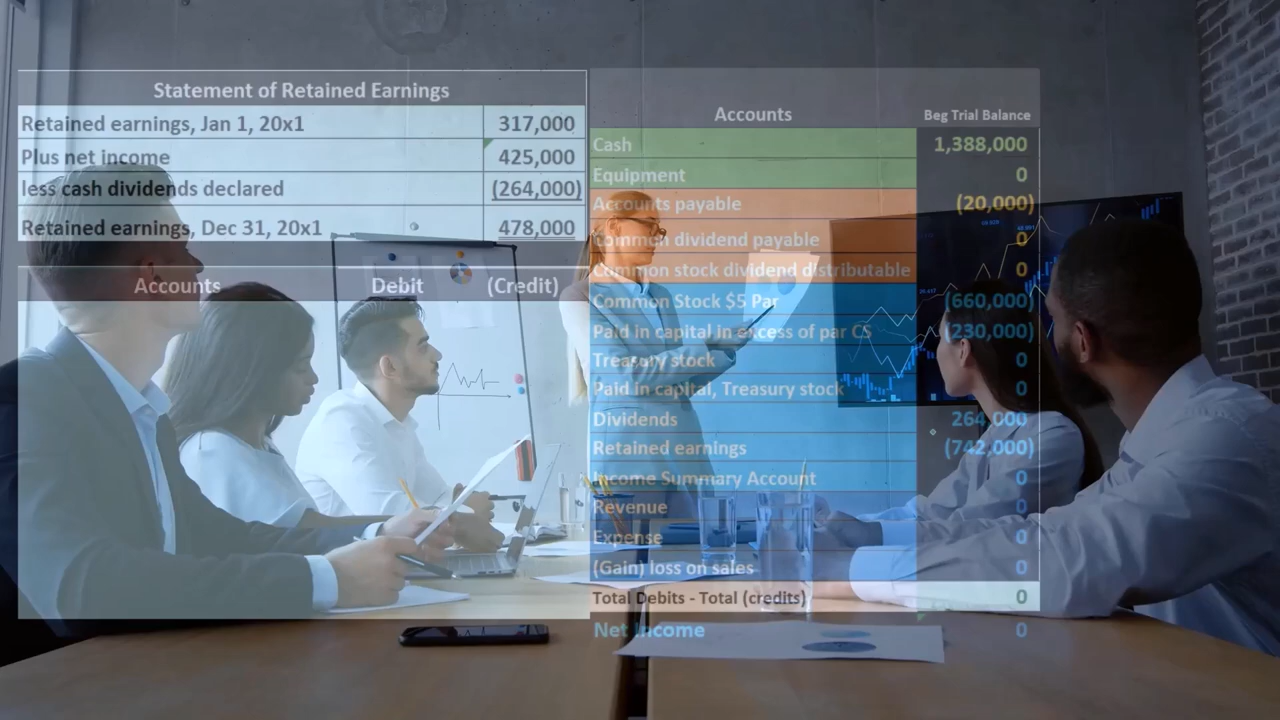 Statement of Retained Earnings
Retained earnings, Jan 1, 20x1 317,000
Plus net income 425,000
less cash dividends declared (264,000)
Retained earnings, Dec 31, 20x1 478,000
Accounts Debit (Credit)
Accounts Beg Trial Balance
Cash 1,388,000
Equipment 0
Accounts payable (20,000)
Common dividend payable 0
Common stock dividend distributable 0
Common Stock $5 Par (660,000)
Paid in capital in excess of par CS (230,000)
Treasury stock 0
Paid in capital, Treasury stock 0
Dividends 264,000
Retained earnings (742,000)
Income Summary Account 0
Revenue 0
Expense 0
(Gain) loss on sales 0
Total Debits - Total (credits) 0
Net Income 0